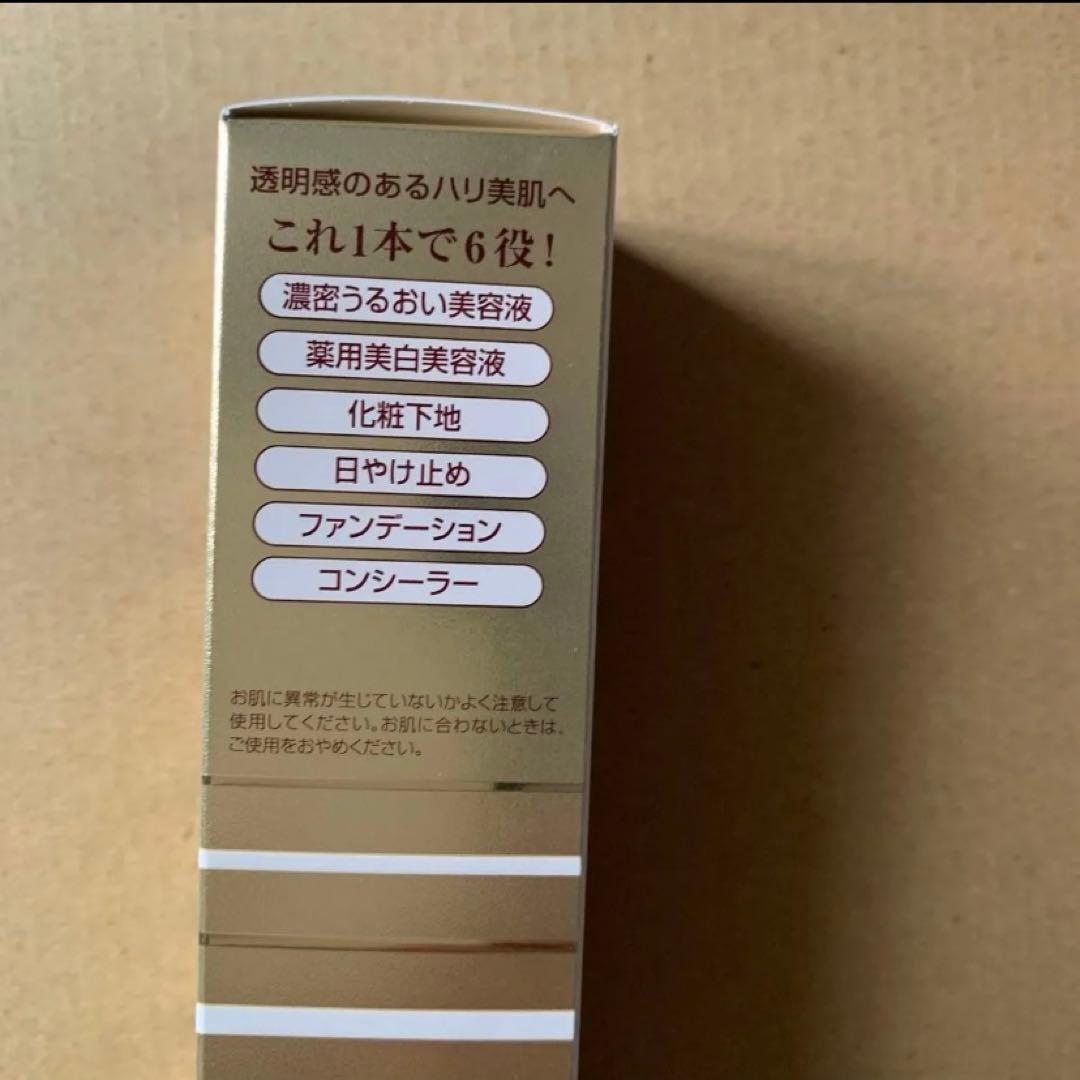 透明感のあるハリ美肌へ
これ1本で6役!
濃密うるおい美容液
薬用美白美容液
化粧下地
日やけ止め
ファンデーション
コンシーラー
お肌に異常が生じていないかよく注意して
使用してください。お肌に合わないときは、
ご使用をおやめください。